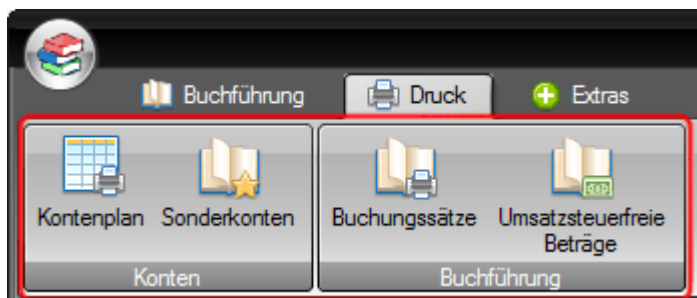 Buchführung Druck Extras
Kontenplan Sonderkonten Buchungssätze Umsatzsteuerfreie
Beträge
Konten Buchführung